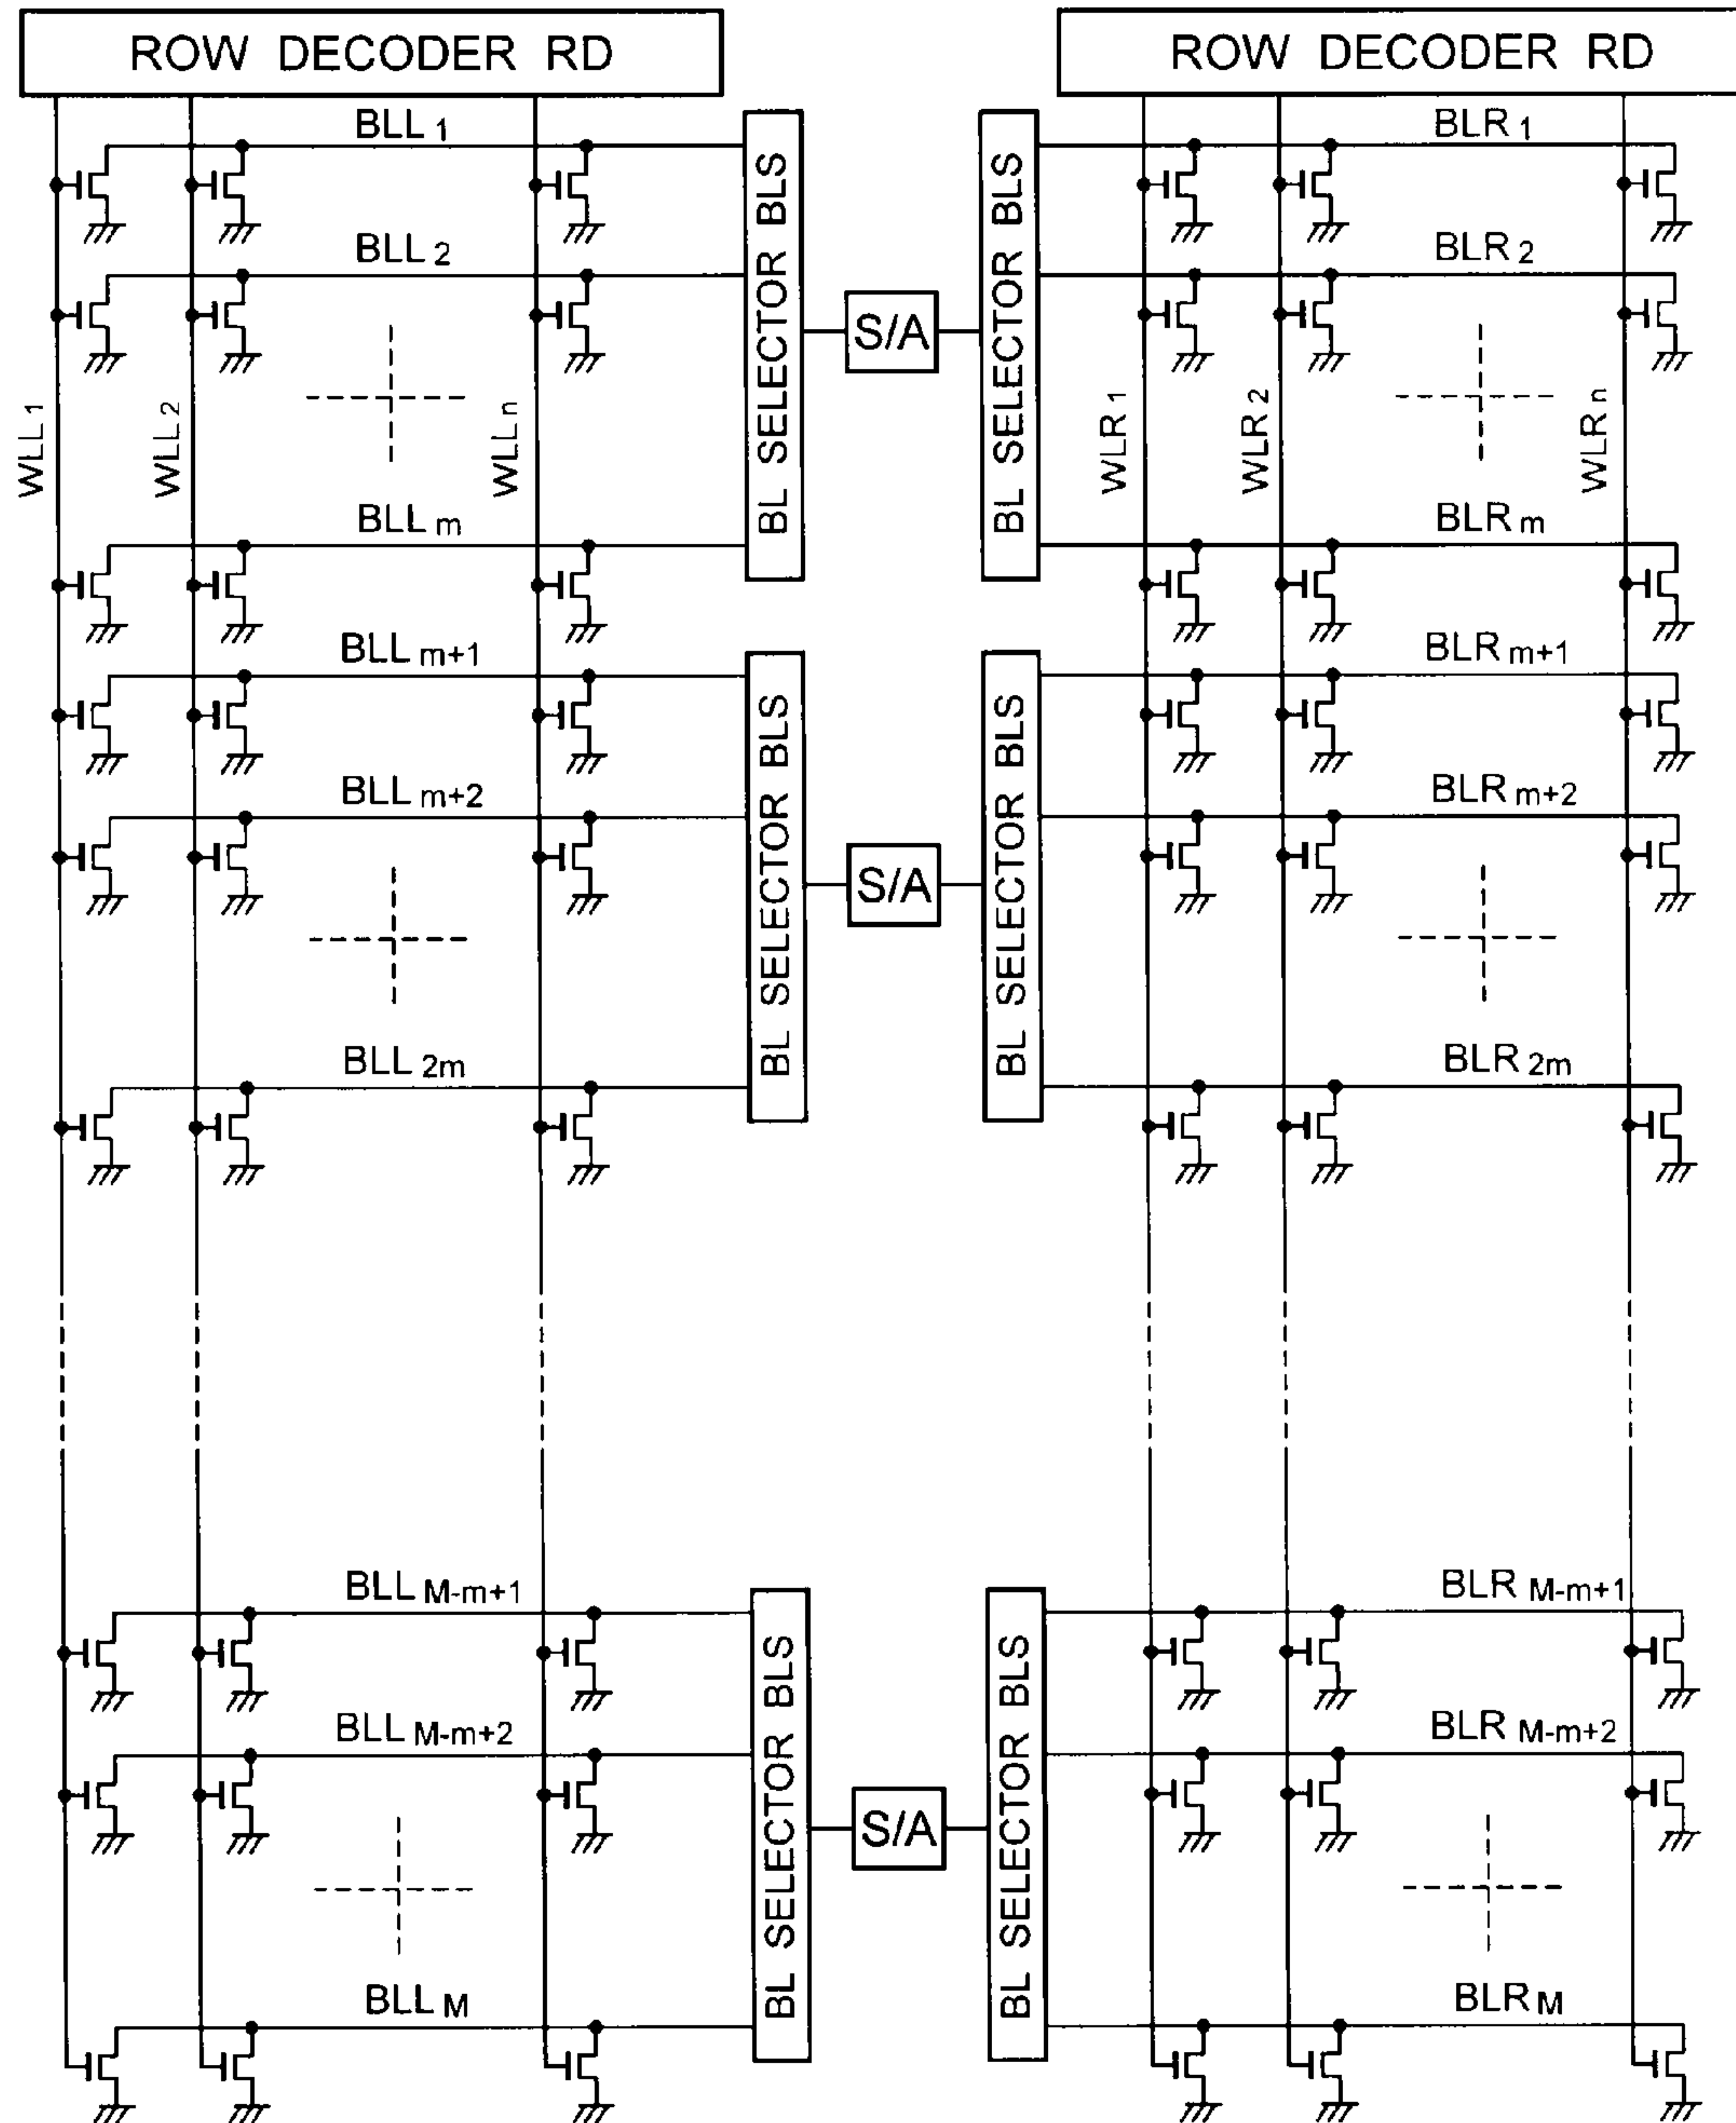 ROW DECODER RD
ROW DECODER RD
BLL 1
BLR 1
BLL 2
BLR 2
BL SELECTOR BLS
BL SELECTOR BLS
S/A
WLL 1
WLL 2
WLL n
WLR 1
WLR 2
WLR n
BLL m
BLR m
BLL m+1
BLR m+1
BLL m+2
BLR m+2
BL SELECTOR BLS
BL SELECTOR BLS
S/A
BLL 2m
BLR 2m
BLL M-m+1
BLR M-m+1
BLL M-m+2
BLR M-m+2
BL SELECTOR BLS
BL SELECTOR BLS
S/A
BLL M
BLR M